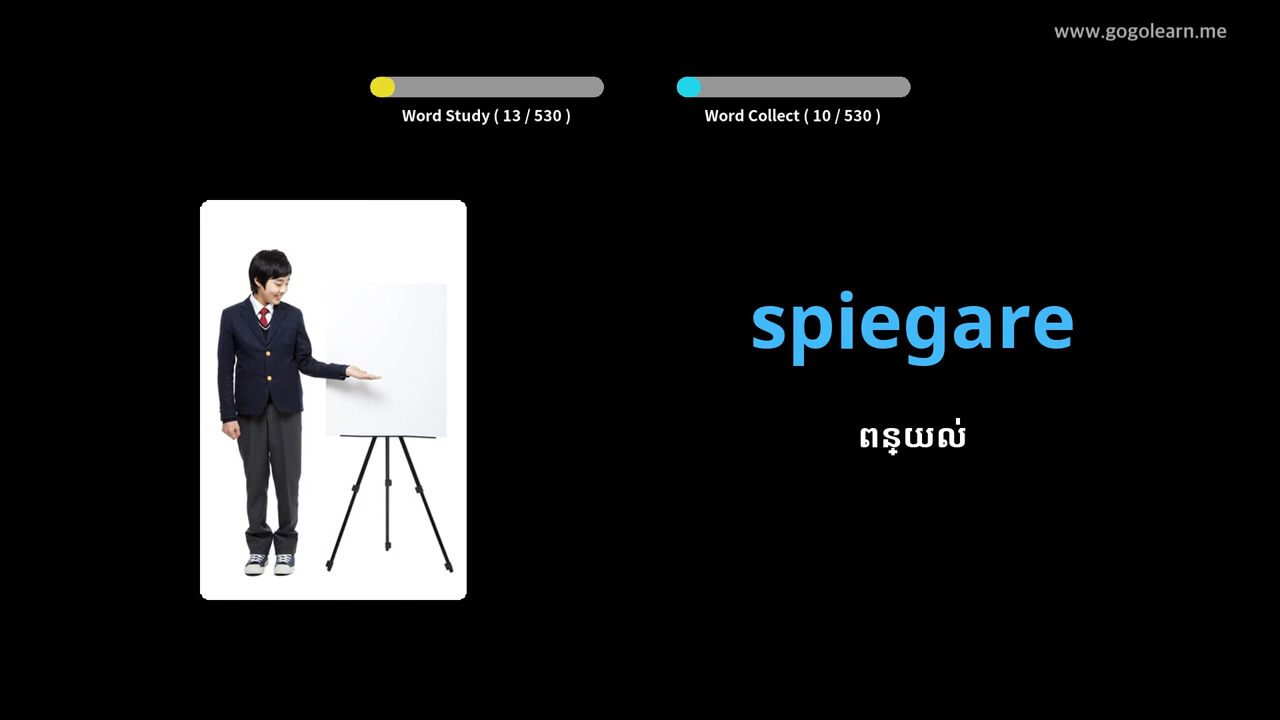 www.gogolearn.me
Word Study ( 13 / 530 )
Word Collect ( 10 / 530 )
spiegare
ពន្យល់